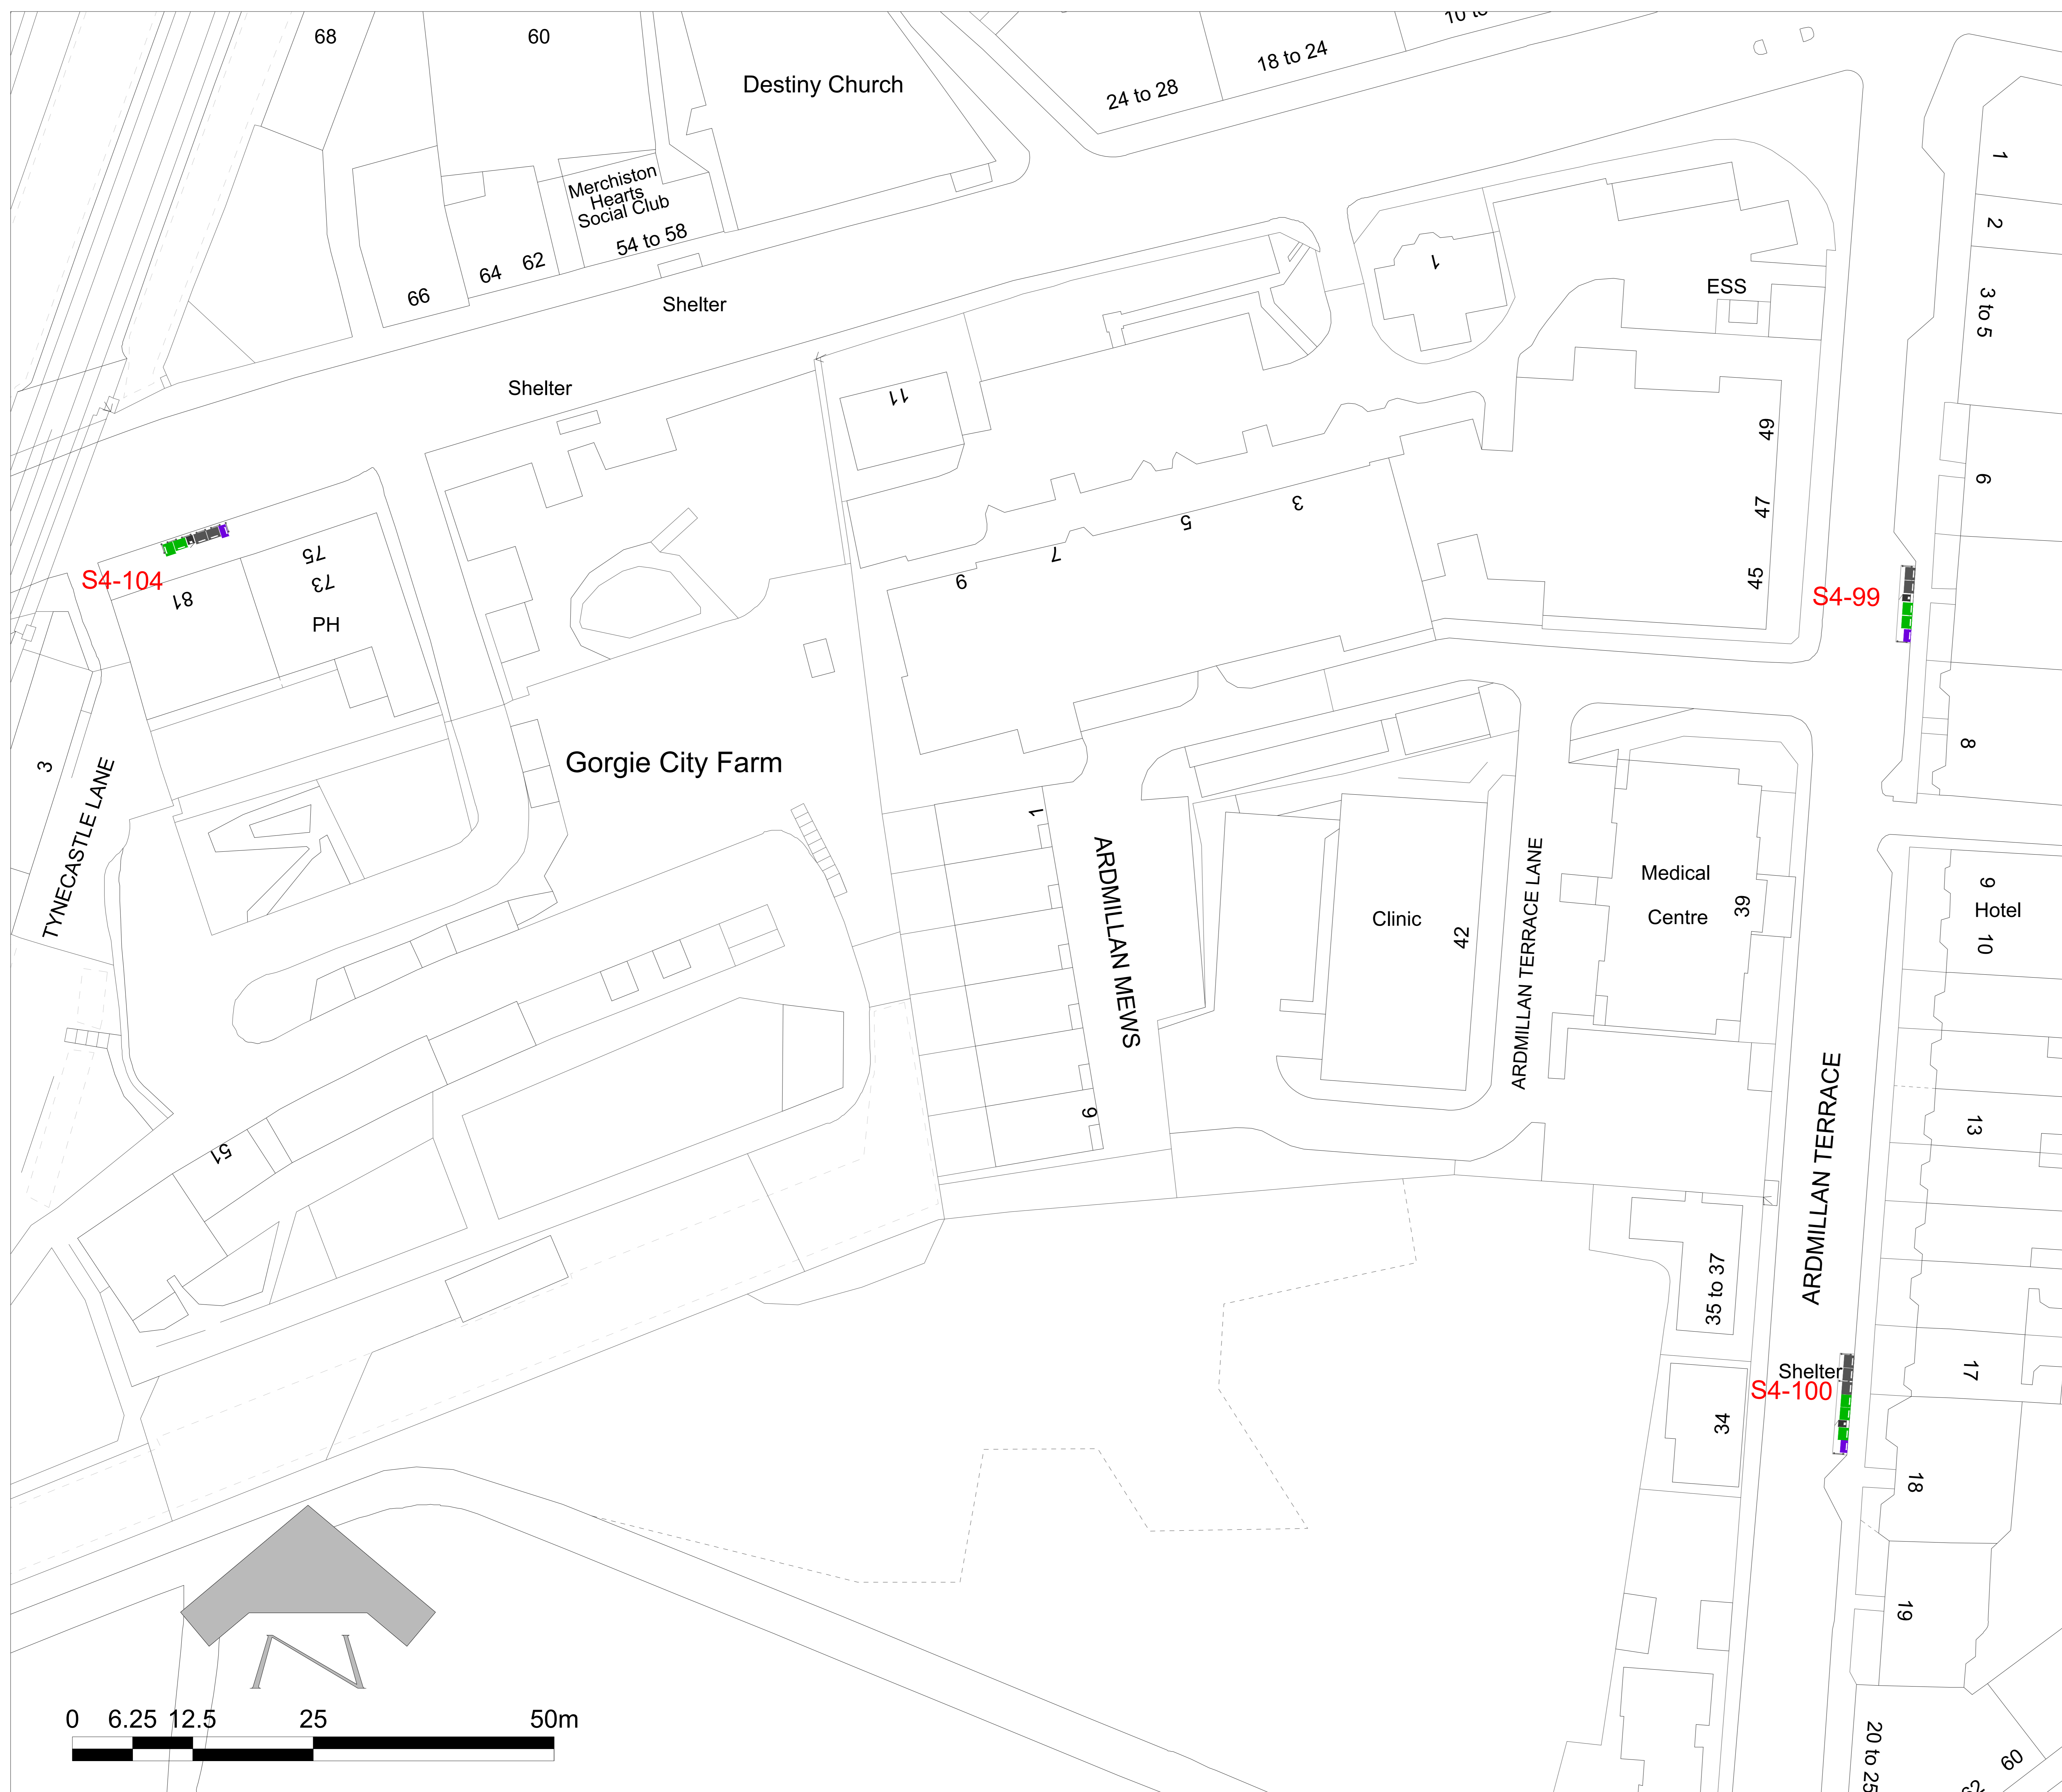 68
60
Destiny Church
18 to 24
24 to 28
Merchiston
Hearts
Social Club
54 to 58
62
64
66
Shelter
Shelter
1
2
3 to 5
6
8
1
ESS
11
49
47
45
3
5
7
9
S4-104
81
75
73
PH
S4-99
3
TYNECASTLE LANE
Gorgie City Farm
1
9
ARDMILLAN MEWS
Clinic
42
ARDMILLAN TERRACE LANE
Medical
Centre
39
9
Hotel
10
13
ARDMILLAN TERRACE
51
35 to 37
17
Shelter
S4-100
34
18
19
20 to 25
60
N
0 6.25 12.5 25 50m